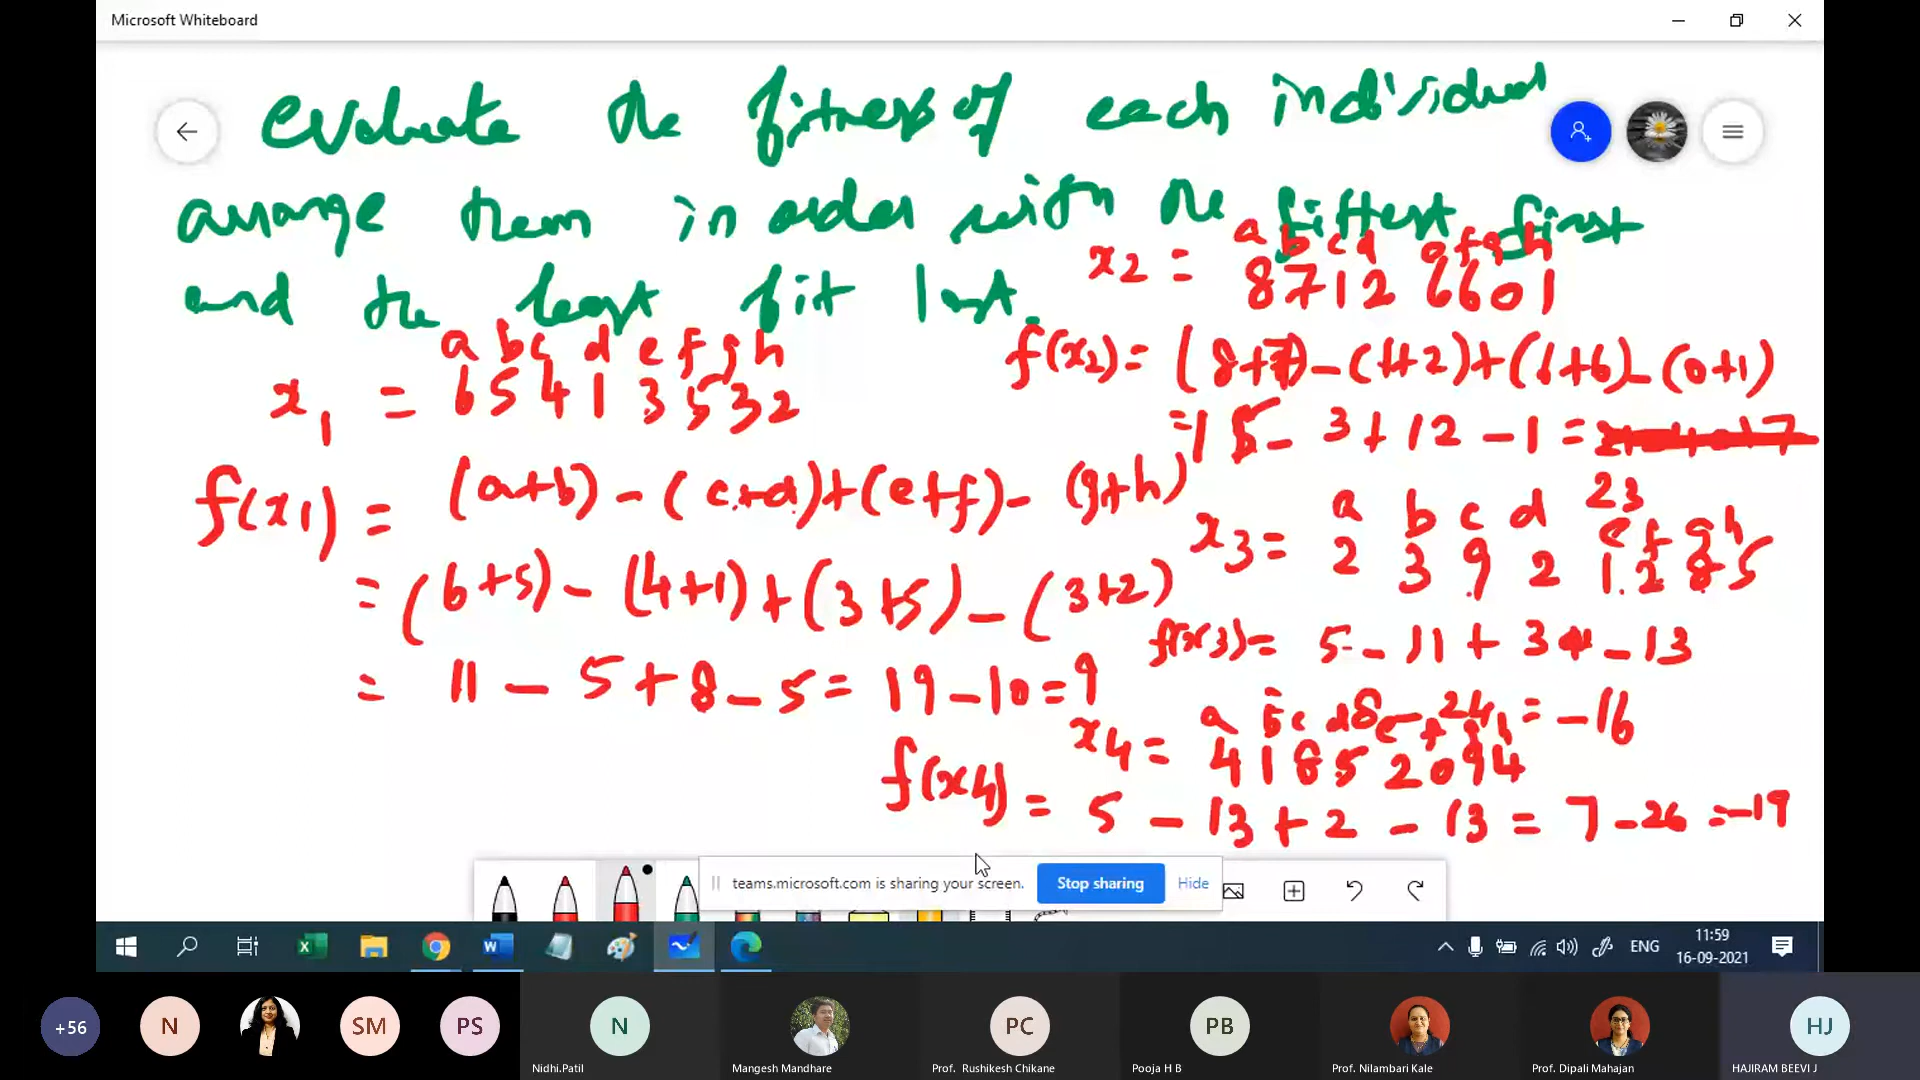 Microsoft Whiteboard
evaluate the fitness of each individual
arrange them in order with the fittest first
and the least fit last.
a b c d e f g h
x1 = 6 5 4 1 3 5 3 2
f(x1) = (a+b) - (c+d) + (e+f) - (g+h)
= (6+5) - (4+1) + (3+5) - (3+2)
= 11 - 5 + 8 - 5 = 19 - 10 = 9
a b c d e f g h
x2 = 8 7 1 2 6 6 0 1
f(x2) = (8+7) - (1+2) + (6+6) - (0+1)
= 15 - 3 + 12 - 1 =
23
a b c d e f g h
x3 = 2 3 9 2 1 2 8 5
f(x3) = 5 - 11 + 3 - 13
= 8 - 24 = -16
a b c d e f g h
x4 = 4 1 8 5 2 0 9 4
f(x4) = 5 - 13 + 2 - 13 = 7 - 26 = -19
teams.microsoft.com is sharing your screen.
Stop sharing
Hide
ENG
11:59
16-09-2021
+56
N
SM
PS
N
PC
PB
HJ
Nidhi.Patil
Mangesh Mandhare
Prof. Rushikesh Chikane
Pooja H B
Prof. Nilambari Kale
Prof. Dipali Mahajan
HAJIRAM BEEVI J